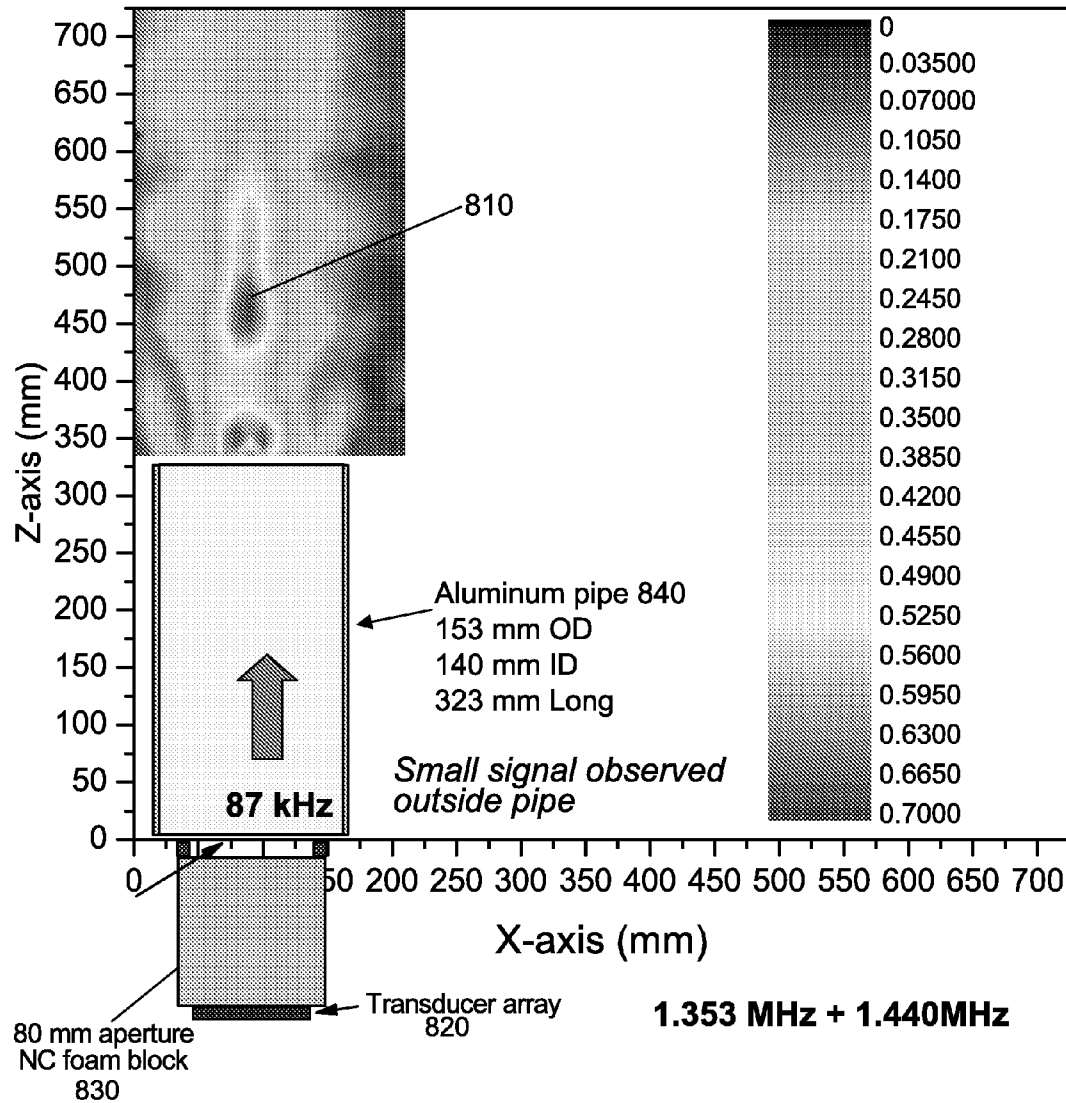 700
650
600
550
500
450
400
350
300
250
200
150
100
50
0
Z-axis (mm)
810
0
0.03500
0.07000
0.1050
0.1400
0.1750
0.2100
0.2450
0.2800
0.3150
0.3500
0.3850
0.4200
0.4550
0.4900
0.5250
0.5600
0.5950
0.6300
0.6650
0.7000
Aluminum pipe 840
153 mm OD
140 mm ID
323 mm Long
Small signal observed
outside pipe
87 kHz
0 50 200 250 300 350 400 450 500 550 600 650 700
X-axis (mm)
Transducer array
820
80 mm aperture
NC foam block
830
1.353 MHz + 1.440MHz